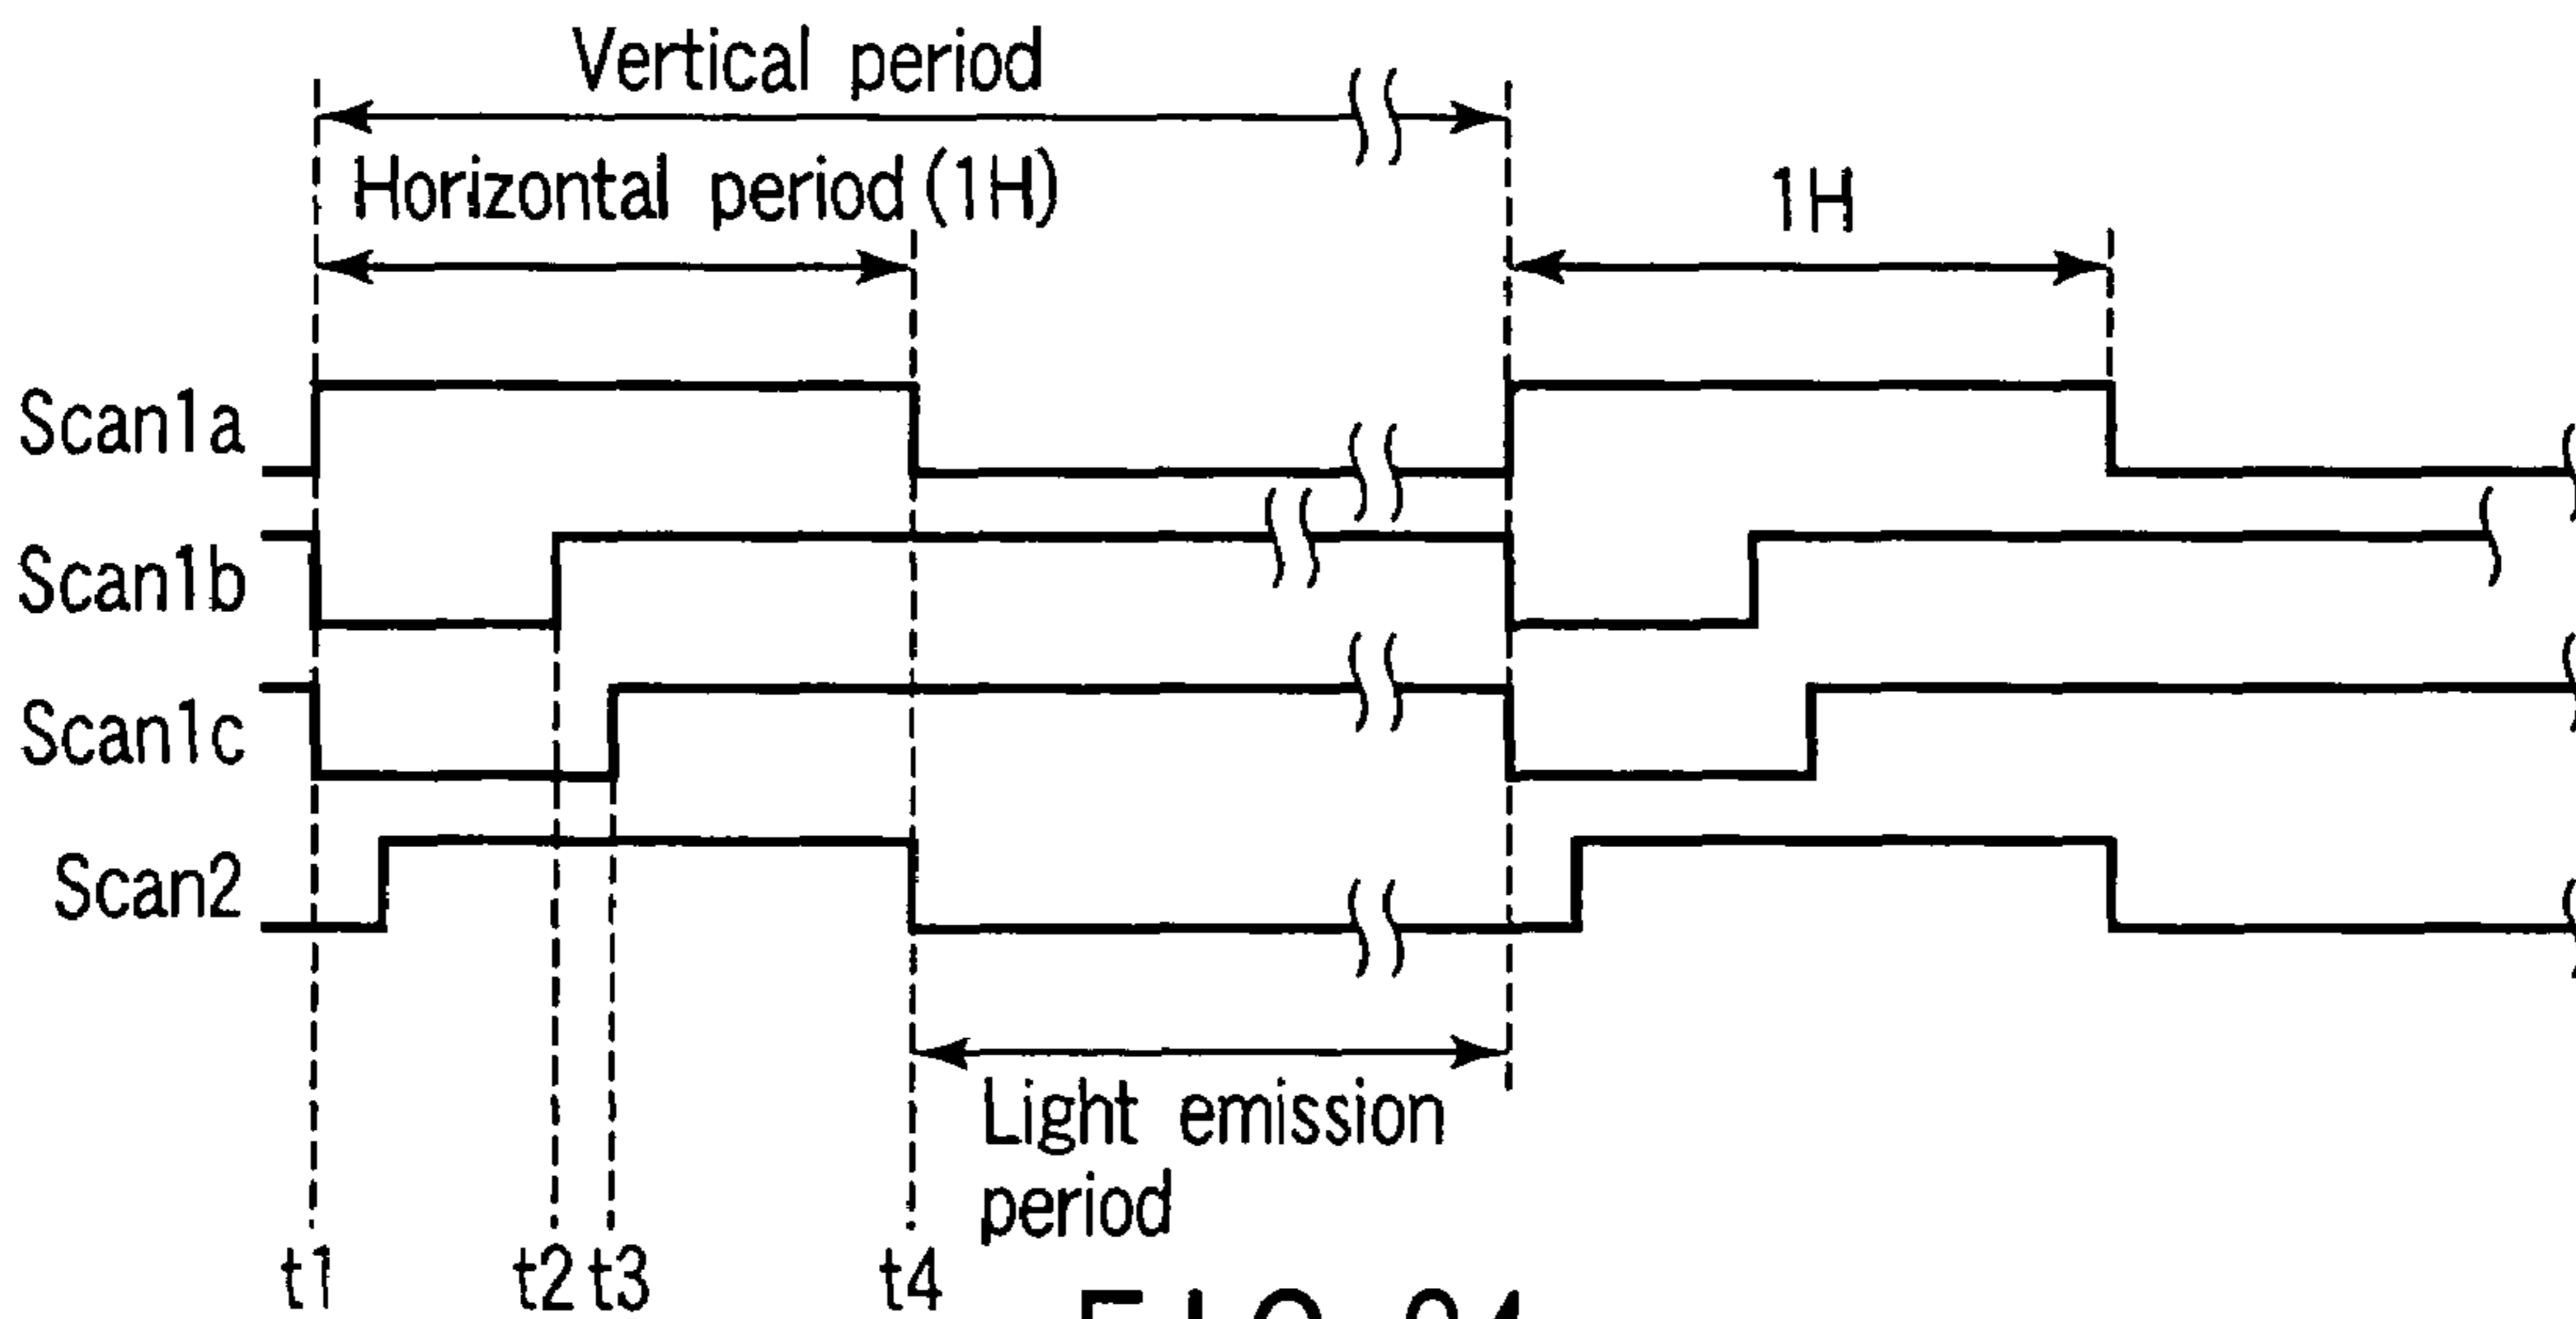 Vertical period
Horizontal period (1H)
1H
Scan1a
Scan1b
Scan1c
Scan2
Light emission
period
t1 t2 t3 t4